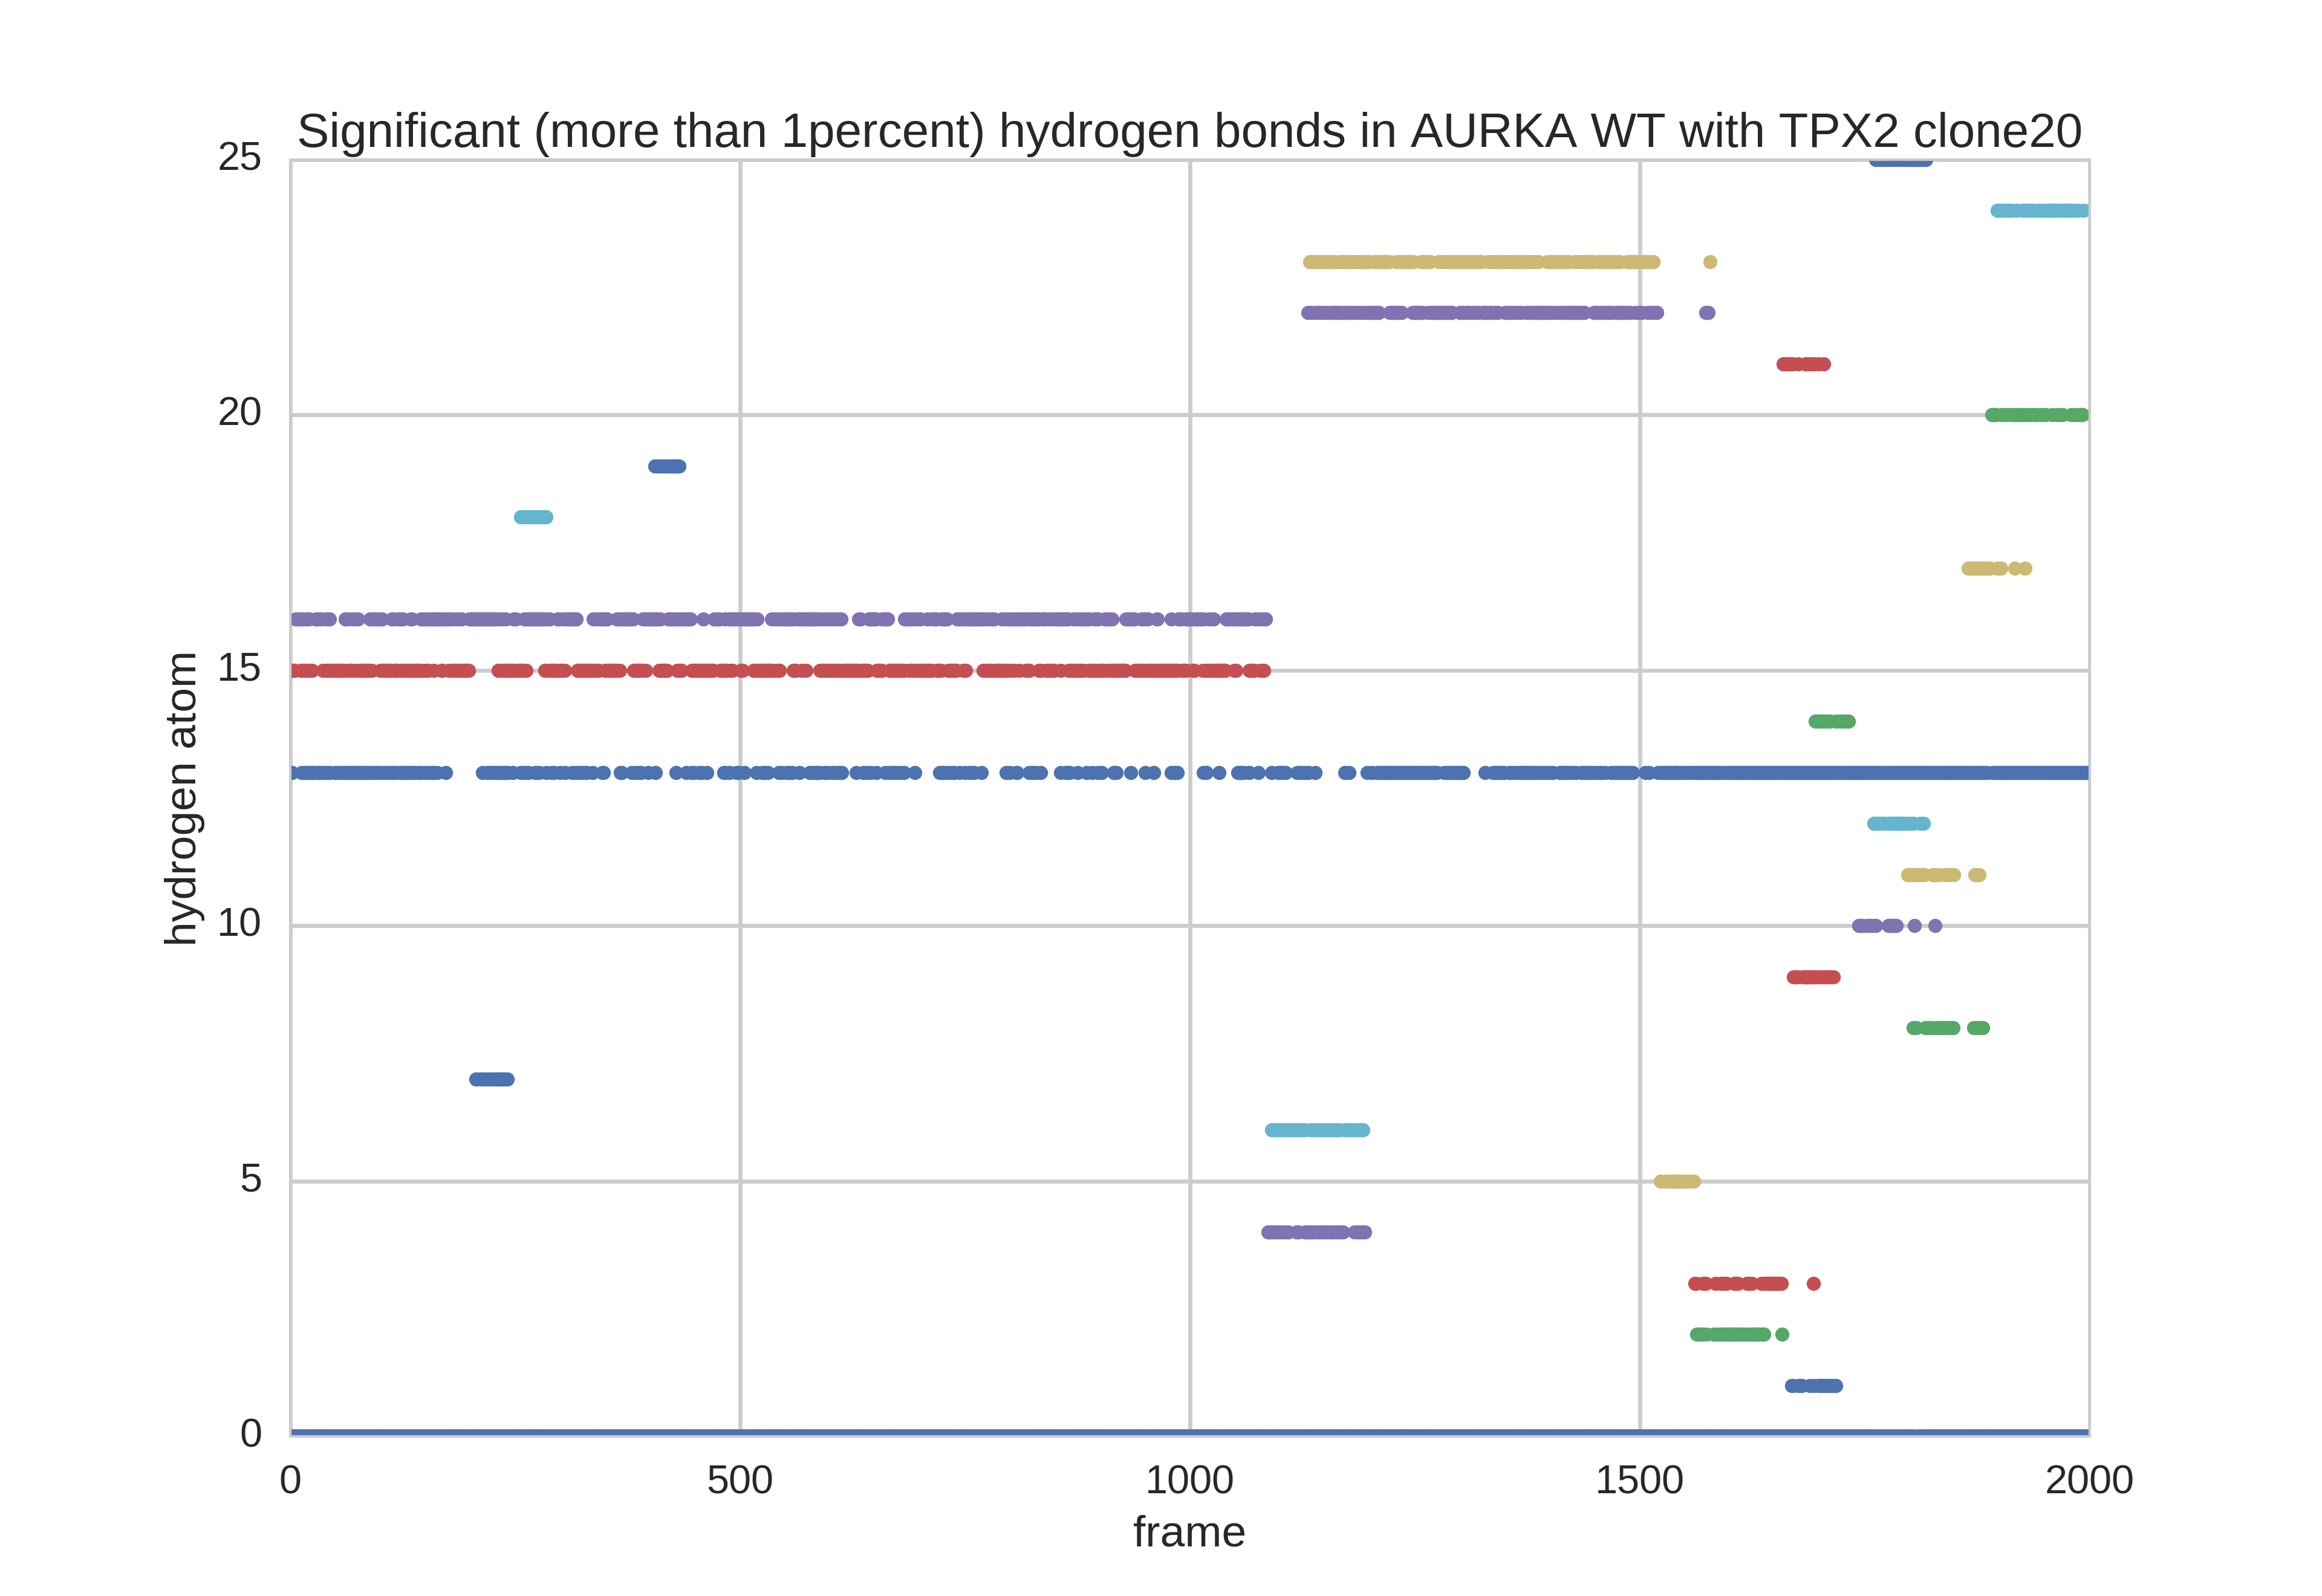 Significant (more than 1percent) hydrogen bonds in AURKA WT with TPX2 clone20
25
20
15
10
5
0
hydrogen atom
0 500 1000 1500 2000
frame